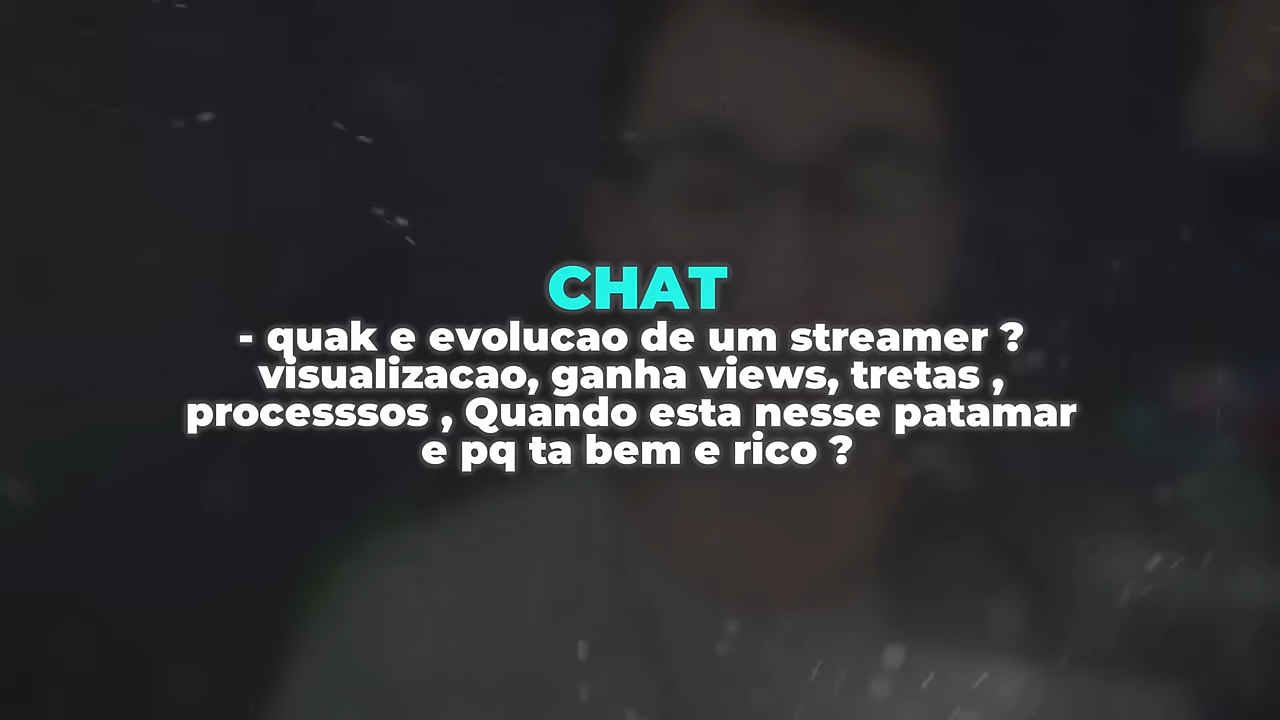 CHAT
- quak e evolucao de um streamer ?
visualizacao, ganha views, tretas ,
processsos , Quando esta nesse patamar
e pq ta bem e rico ?